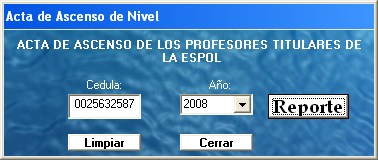 Acta de Ascenso de Nivel
ACTA DE ASCENSO DE LOS PROFESORES TITULARES DE
LA ESPOL
Cedula: Año:
0025632587 2008 Reporte
Limpiar Cerrar